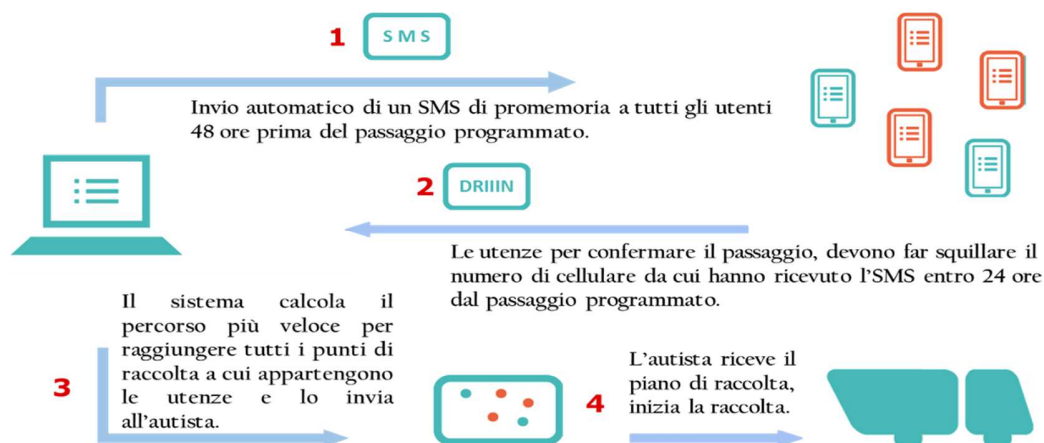 1
SMS
Invio automatico di un SMS di promemoria a tutti gli utenti
48 ore prima del passaggio programmato.
2
DRIIIN
Le utenze per confermare il passaggio, devono far squillare il
numero di cellulare da cui hanno ricevuto l'SMS entro 24 ore
dal passaggio programmato.
3
Il sistema calcola il
percorso più veloce per
raggiungere tutti i punti di
raccolta a cui appartengono
le utenze e lo invia
all'autista.
4
L'autista riceve il
piano di raccolta,
inizia la raccolta.